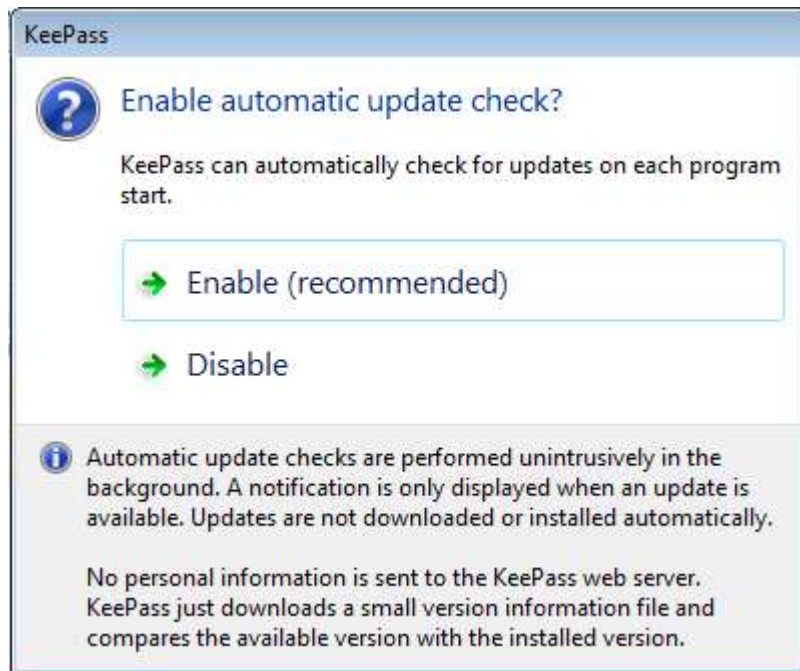 KeePass
Enable automatic update check?
KeePass can automatically check for updates on each program
start.
Enable (recommended)
Disable
Automatic update checks are performed unintrusively in the
background. A notification is only displayed when an update is
available. Updates are not downloaded or installed automatically.
No personal information is sent to the KeePass web server.
KeePass just downloads a small version information file and
compares the available version with the installed version.